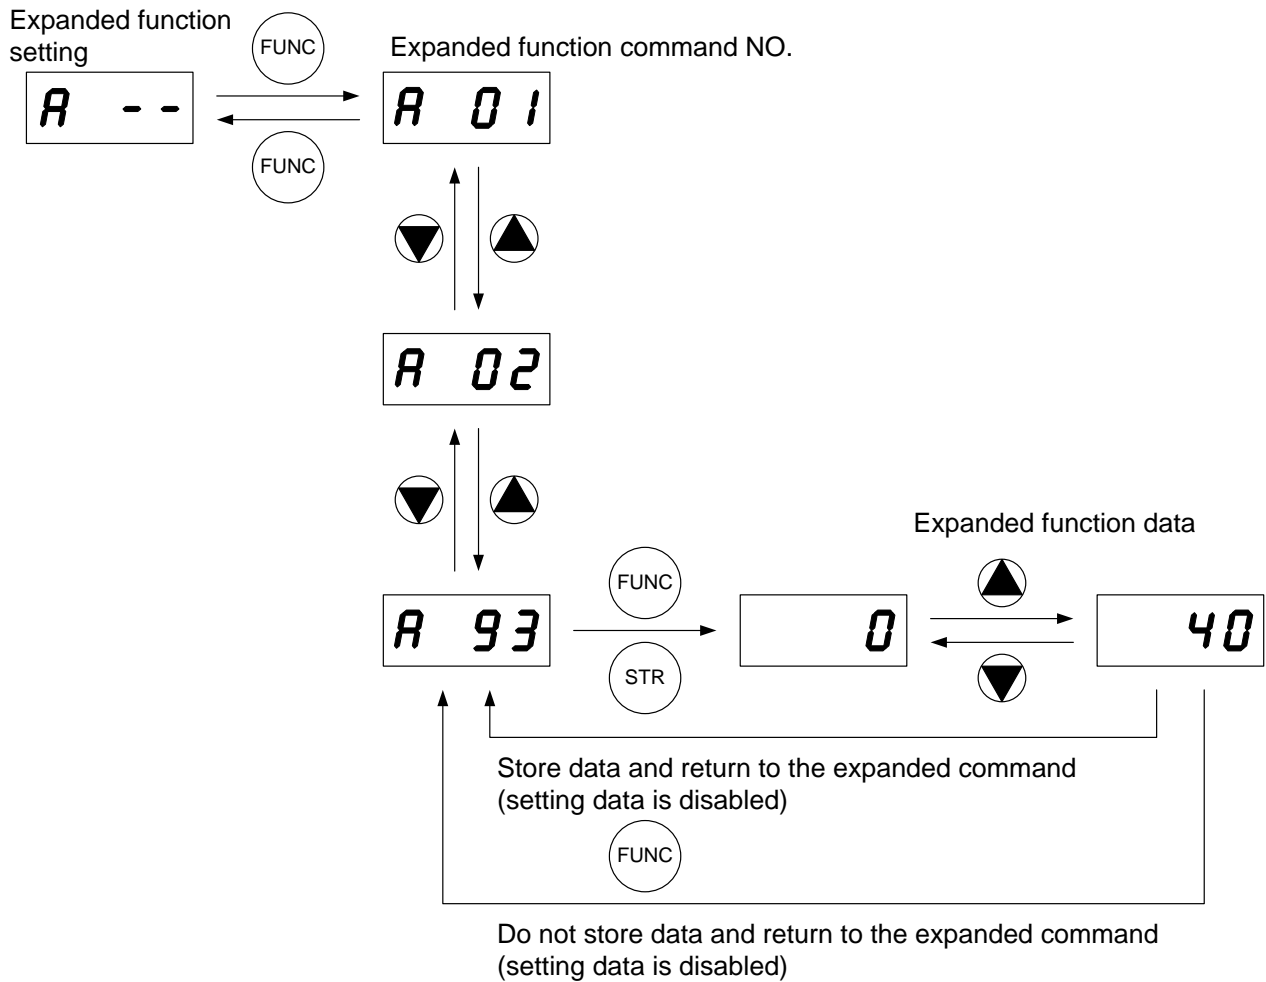 Expanded function
setting
FUNC
Expanded function command NO.
A --
A 01
FUNC
A 02
Expanded function data
FUNC
A 93
0
40
STR
Store data and return to the expanded command
(setting data is disabled)
FUNC
Do not store data and return to the expanded command
(setting data is disabled)